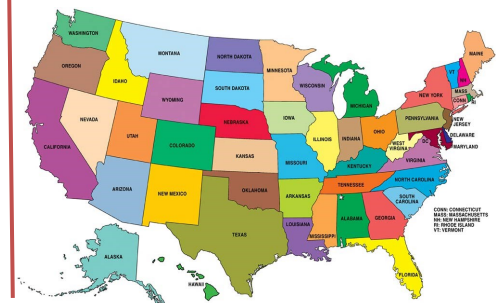 WASHINGTON
MONTANA
NORTH DAKOTA
MINNESOTA
MAINE
OREGON
IDAHO
SOUTH DAKOTA
WISCONSIN
VT
NH
WYOMING
MICHIGAN
NEW YORK
MASS
CONN
RI
NEVADA
UTAH
NEBRASKA
IOWA
PENNSYLVANIA
NEW
JERSEY
CALIFORNIA
COLORADO
KANSAS
MISSOURI
ILLINOIS
INDIANA
OHIO
WEST
VIRGINIA
DC
DELAWARE
MARYLAND
VIRGINIA
KENTUCKY
ARIZONA
NEW MEXICO
OKLAHOMA
ARKANSAS
TENNESSEE
NORTH CAROLINA
SOUTH
CAROLINA
TEXAS
LOUISIANA
MISSISSIPPI
ALABAMA
GEORGIA
FLORIDA
ALASKA
HAWAII
CONN: CONNECTICUT
MASS: MASSACHUSETTS
NH: NEW HAMPSHIRE
RI: RHODE ISLAND
VT: VERMONT